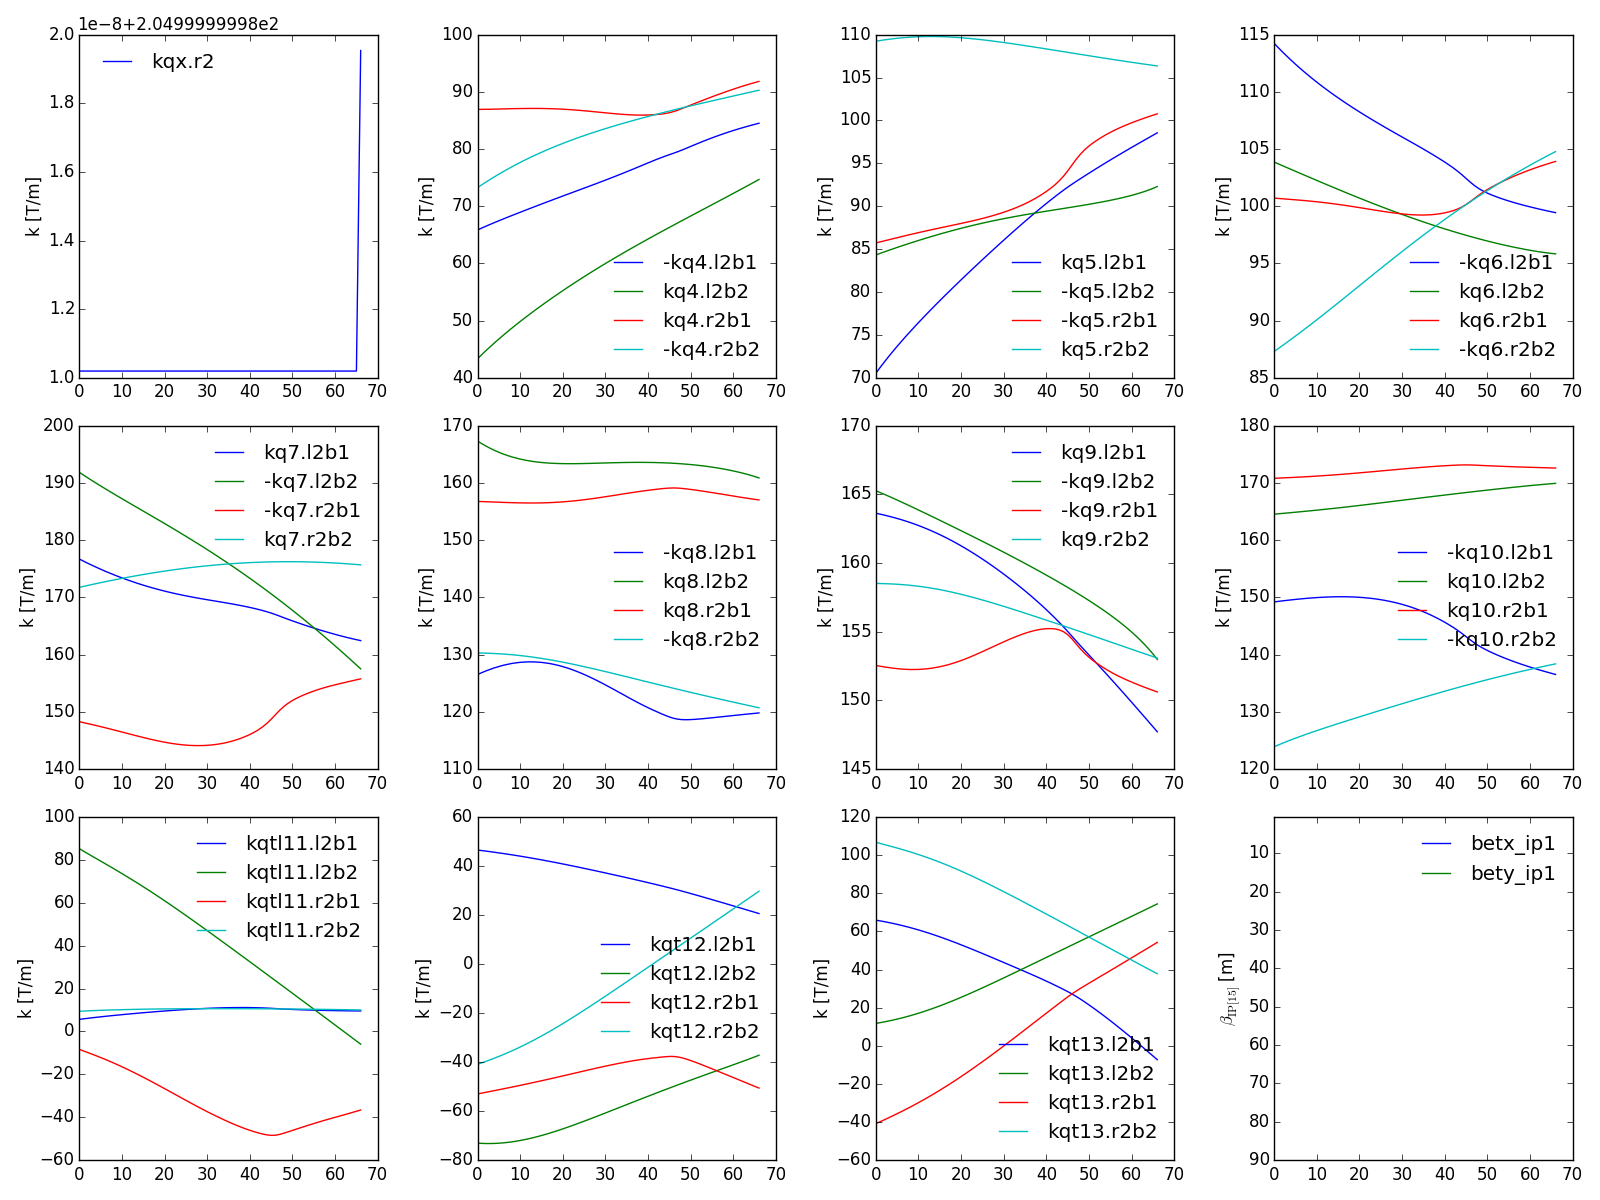 1e−8+2.0499999998e2
2.0
1.8
1.6
1.4
1.2
1.0
k [T/m]
kqx.r2
0 10 20 30 40 50 60 70
100
90
80
70
60
50
40
k [T/m]
-kq4.l2b1
kq4.l2b2
kq4.r2b1
-kq4.r2b2
0 10 20 30 40 50 60 70
110
105
100
95
90
85
80
75
70
k [T/m]
kq5.l2b1
-kq5.l2b2
-kq5.r2b1
kq5.r2b2
0 10 20 30 40 50 60 70
115
110
105
100
95
90
85
k [T/m]
-kq6.l2b1
kq6.l2b2
kq6.r2b1
-kq6.r2b2
0 10 20 30 40 50 60 70
200
190
180
170
160
150
140
k [T/m]
kq7.l2b1
-kq7.l2b2
-kq7.r2b1
kq7.r2b2
0 10 20 30 40 50 60 70
170
160
150
140
130
120
110
k [T/m]
-kq8.l2b1
kq8.l2b2
kq8.r2b1
-kq8.r2b2
0 10 20 30 40 50 60 70
170
165
160
155
150
145
k [T/m]
kq9.l2b1
-kq9.l2b2
-kq9.r2b1
kq9.r2b2
0 10 20 30 40 50 60 70
180
170
160
150
140
130
120
k [T/m]
-kq10.l2b1
kq10.l2b2
kq10.r2b1
-kq10.r2b2
0 10 20 30 40 50 60 70
100
80
60
40
20
0
−20
−40
−60
k [T/m]
kqtl11.l2b1
kqtl11.l2b2
kqtl11.r2b1
kqtl11.r2b2
0 10 20 30 40 50 60 70
60
40
20
0
−20
−40
−60
−80
k [T/m]
kqt12.l2b1
kqt12.l2b2
kqt12.r2b1
kqt12.r2b2
0 10 20 30 40 50 60 70
120
100
80
60
40
20
0
−20
−40
−60
k [T/m]
kqt13.l2b1
kqt13.l2b2
kqt13.r2b1
kqt13.r2b2
0 10 20 30 40 50 60 70
10
20
30
40
50
60
70
80
90
βIP[15] [m]
betx_ip1
bety_ip1
0 10 20 30 40 50 60 70